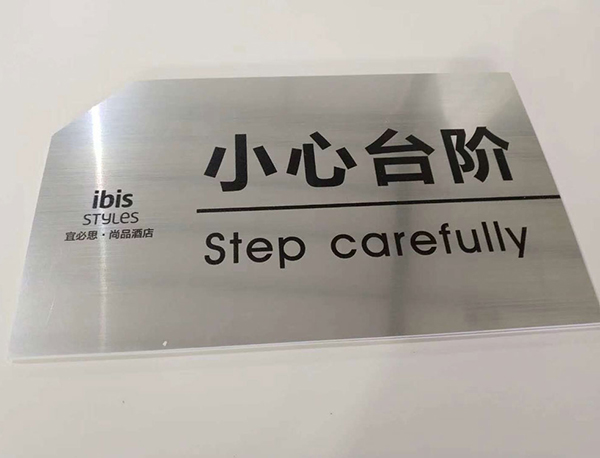 小心台阶
Step carefully
ibis
STYLES
宜必思·尚品酒店